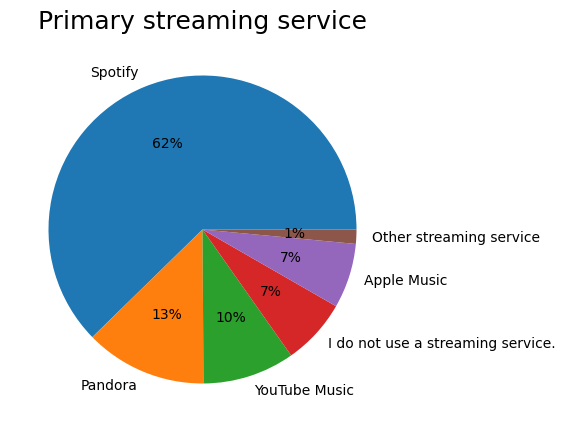 Primary streaming service
Spotify
62%
1%
Other streaming service
7%
Apple Music
7%
13%
10%
I do not use a streaming service.
Pandora
YouTube Music